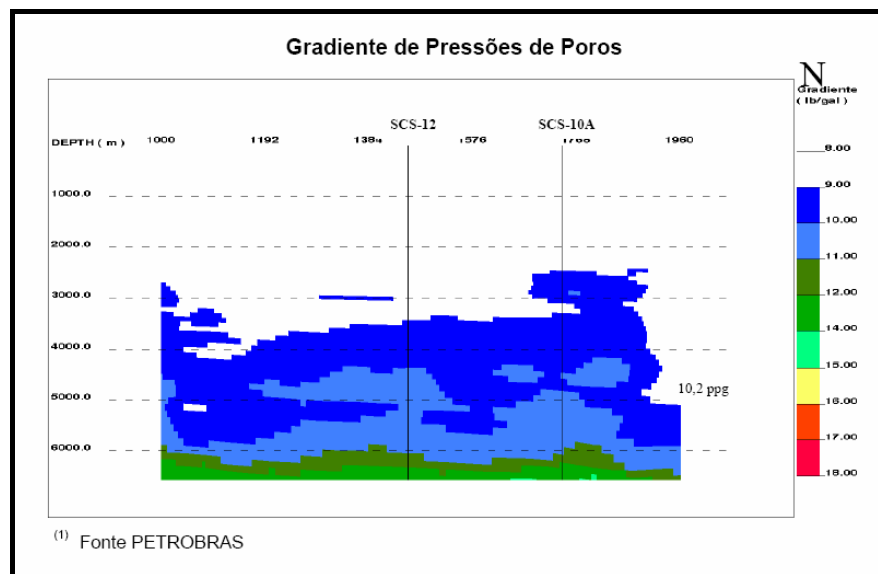 Gradiente de Pressões de Poros
N
Gradiente
( lb/gal )
SCS-12 SCS-10A
DEPTH ( m ) 1000 1192 1384 1576 1768 1960
8.00
1000.0
9.00
2000.0
10.00
11.00
3000.0
12.00
14.00
4000.0
15.00
10,2 ppg
5000.0
16.00
17.00
6000.0
18.00
(1) Fonte PETROBRAS